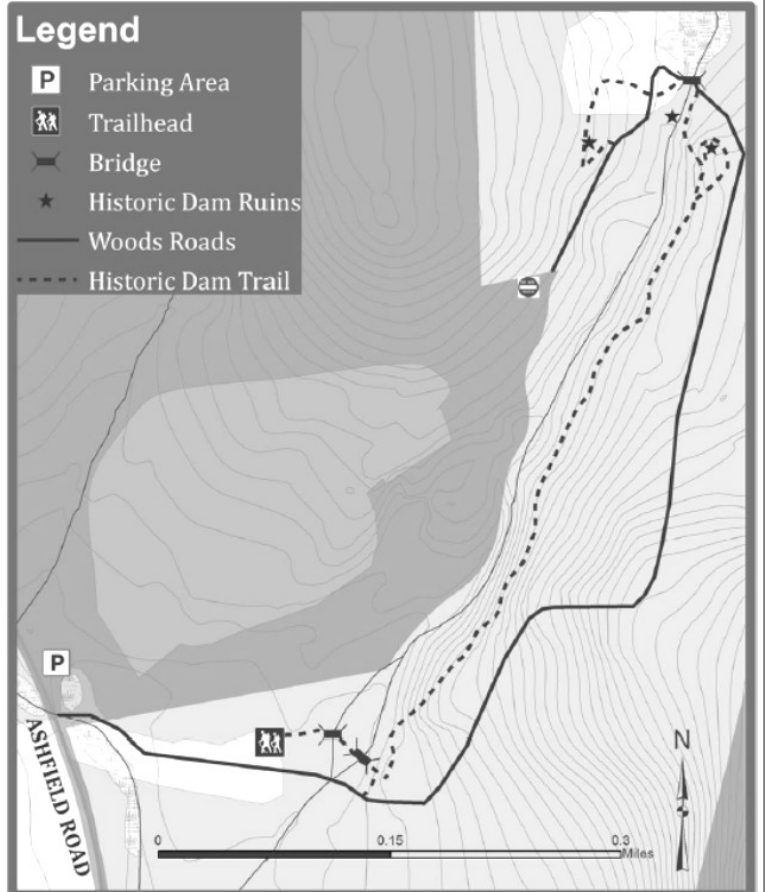 Legend
P Parking Area
Trailhead
Bridge
Historic Dam Ruins
Woods Roads
Historic Dam Trail
P
ASHFIELD ROAD
N
0 0.15 0.3
Miles